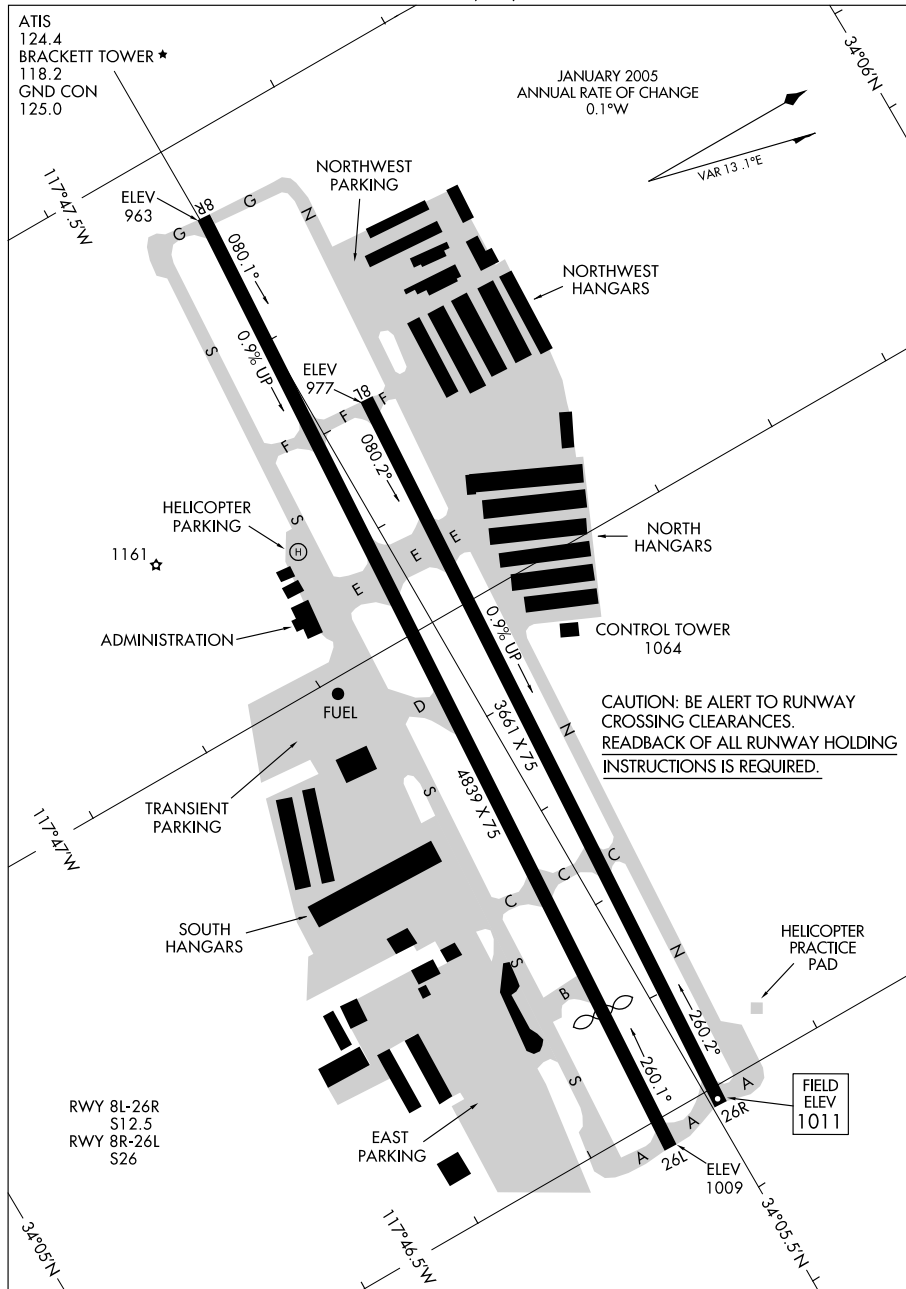 ATIS
124.4
BRACKETT TOWER ★
118.2
GND CON
125.0
JANUARY 2005
ANNUAL RATE OF CHANGE
0.1°W
34°06'N
VAR 13.1°E
117°47.5'W
NORTHWEST
PARKING
ELEV
963
8R
G
G
N
080.1°
S
0.9% UP
NORTHWEST
HANGARS
ELEV
977
8L
F
F
F
F
080.2°
HELICOPTER
PARKING
H
S
1161
E
E
E
NORTH
HANGARS
ADMINISTRATION
0.9% UP
CONTROL TOWER
1064
FUEL
D
3661 X 75
N
CAUTION: BE ALERT TO RUNWAY
CROSSING CLEARANCES.
READBACK OF ALL RUNWAY HOLDING
INSTRUCTIONS IS REQUIRED.
TRANSIENT
PARKING
117°47'W
S
4839 X 75
C
C
C
SOUTH
HANGARS
S
B
N
HELICOPTER
PRACTICE
PAD
260.1°
260.2°
S
A
A
A
26L
26R
FIELD
ELEV
1011
ELEV
1009
RWY 8L-26R
S12.5
RWY 8R-26L
S26
EAST
PARKING
34°05'N
117°46.5'W
34°05.5'N